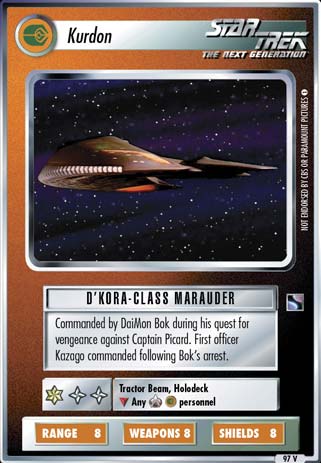 Kurdon
STAR TREK
THE NEXT GENERATION
NOT ENDORSED BY CBS OR PARAMOUNT PICTURES
D'KORA-CLASS MARAUDER
Commanded by DaiMon Bok during his quest for
vengeance against Captain Picard. First officer
Kazago commanded following Bok's arrest.
Tractor Beam, Holodeck
Any personnel
RANGE 8 WEAPONS 8 SHIELDS 8
97 V